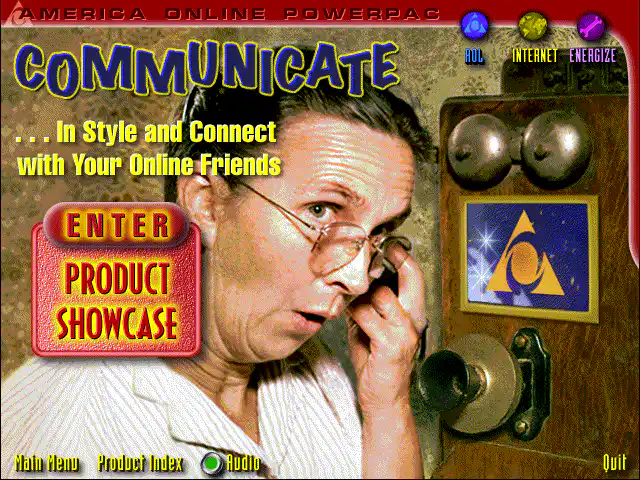 AMERICA ONLINE POWERPAC
AOL INTERNET ENERGIZE
COMMUNICATE
. . . In Style and Connect
with Your Online Friends
ENTER
PRODUCT
SHOWCASE
Main Menu Product Index Audio Quit